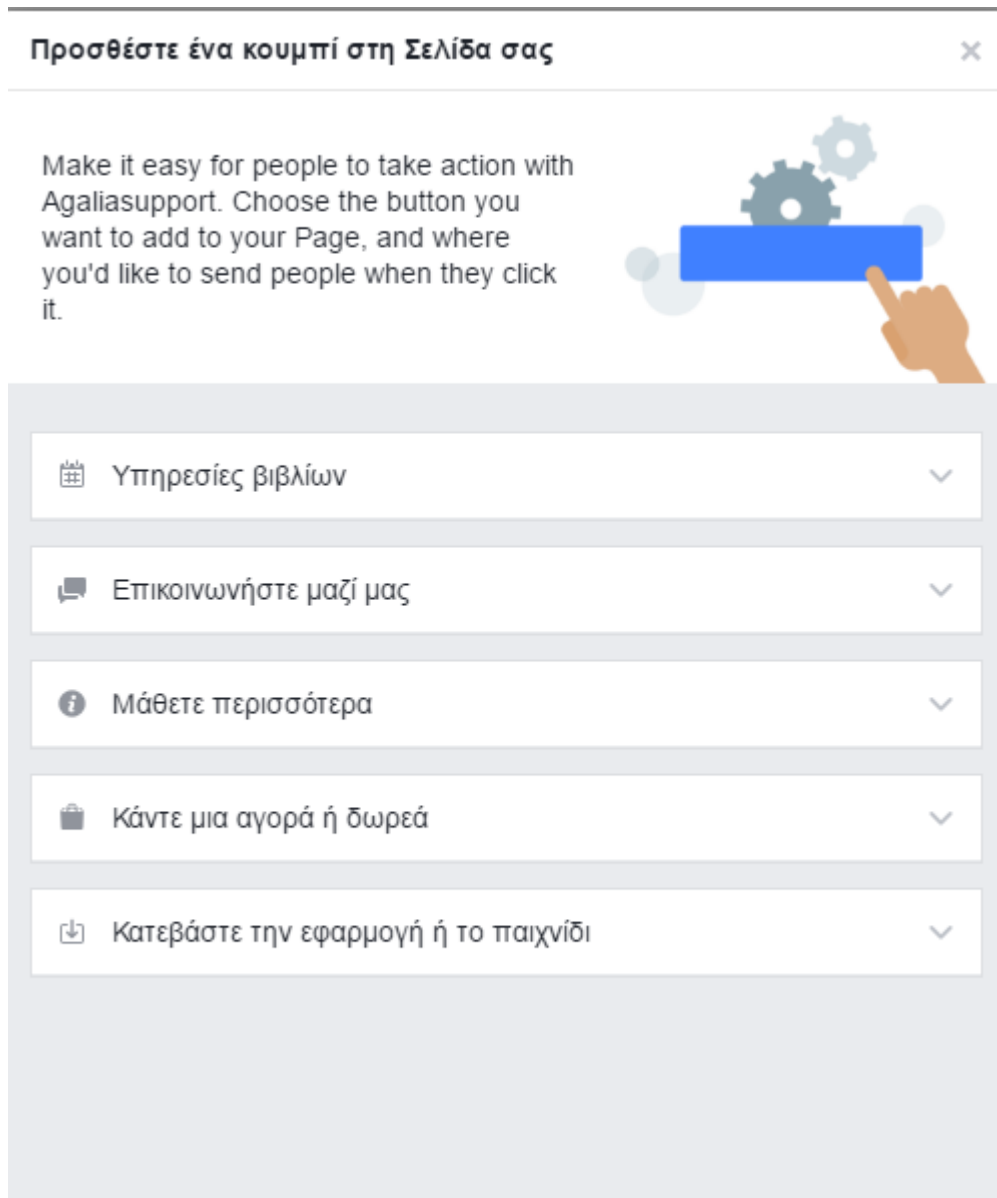 Προσθέστε ένα κουμπί στη Σελίδα σας
Make it easy for people to take action with
Agaliasupport. Choose the button you
want to add to your Page, and where
you'd like to send people when they click
it.
Υπηρεσίες βιβλίων
Επικοινωνήστε μαζί μας
Μάθετε περισσότερα
Κάντε μια αγορά ή δωρεά
Κατεβάστε την εφαρμογή ή το παιχνίδι